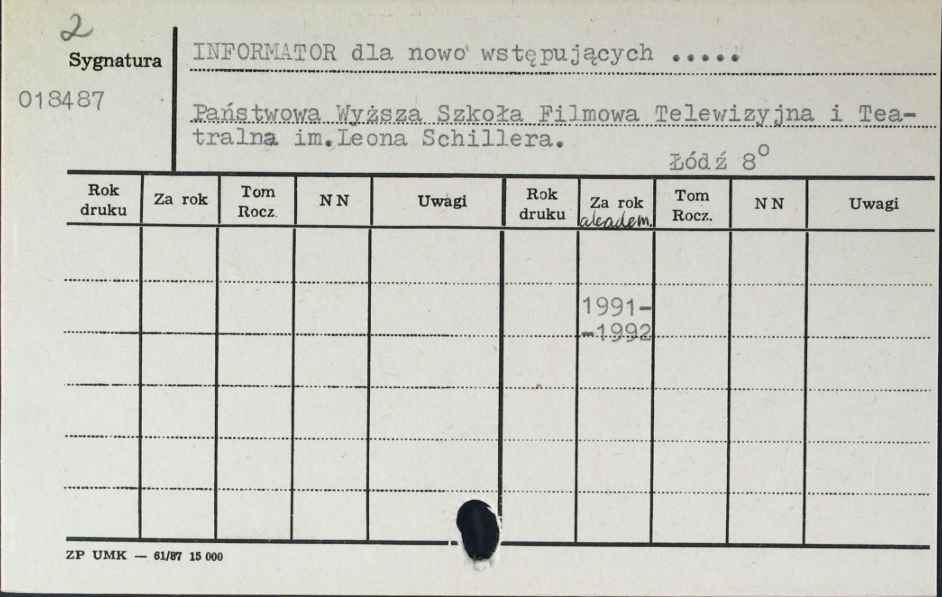 2
Sygnatura
018487
INFORMATOR dla nowo wstępujących .....
Państwowa Wyższa Szkoła Filmowa Telewizyjna i Tea-
tralna im.Leona Schillera.
Łódź 8⁰
Rok druku Za rok Tom Rocz. N N Uwagi Rok druku Za rok akadem. Tom Rocz. N N Uwagi
1991-
-1992
ZP UMK — 61/87 15 000